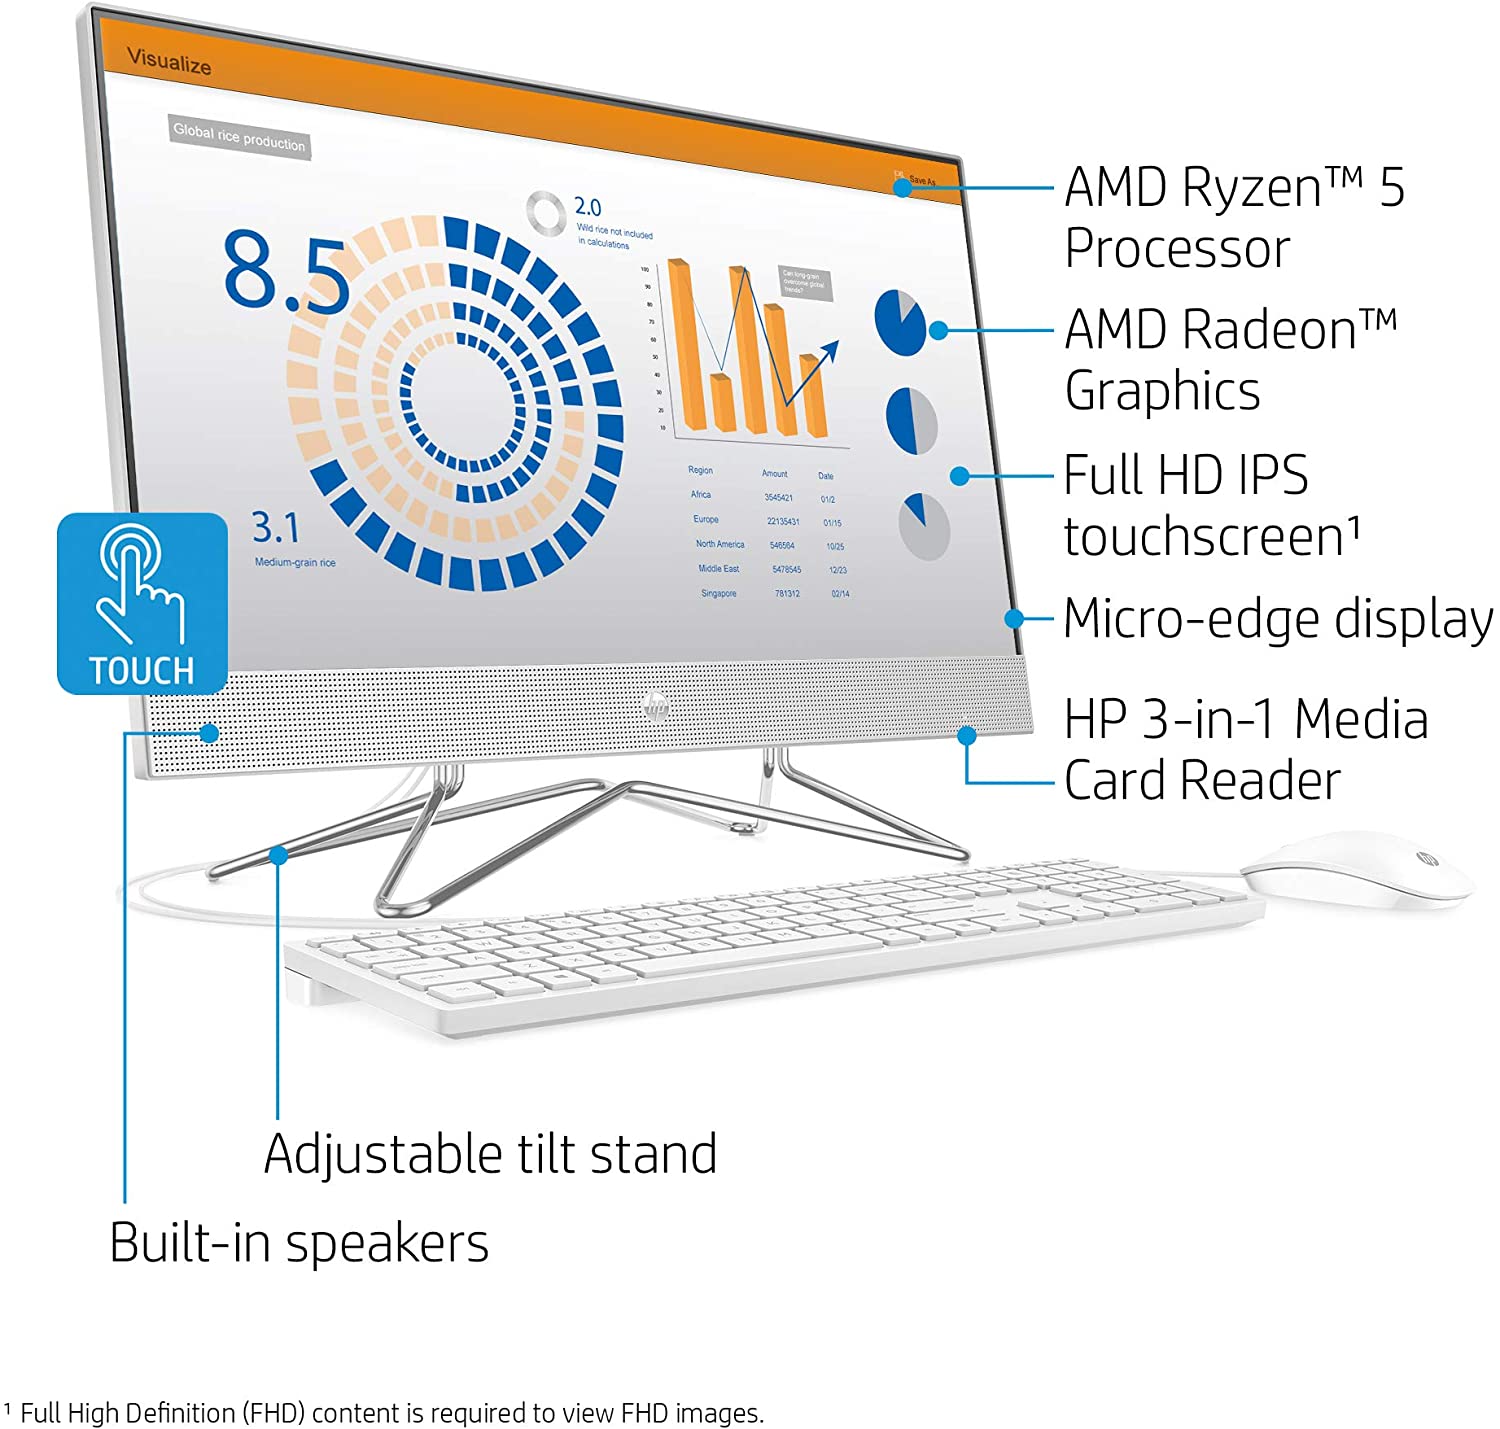 Visualize
Save As
Global rice production
8.5
2.0
Wild rice not included
in calculations
100
90
80
70
60
50
40
30
20
10
Can long-grain
overcome global
trends?
3.1
Medium-grain rice
Region Amount Date
Africa 3545421 01/2
Europe 22135431 01/15
North America 546564 10/25
Middle East 5478545 12/23
Singapore 781312 02/14
TOUCH
hp
AMD Ryzen™ 5
Processor
AMD Radeon™
Graphics
Full HD IPS
touchscreen¹
Micro-edge display
HP 3-in-1 Media
Card Reader
hp
Adjustable tilt stand
Built-in speakers
¹ Full High Definition (FHD) content is required to view FHD images.